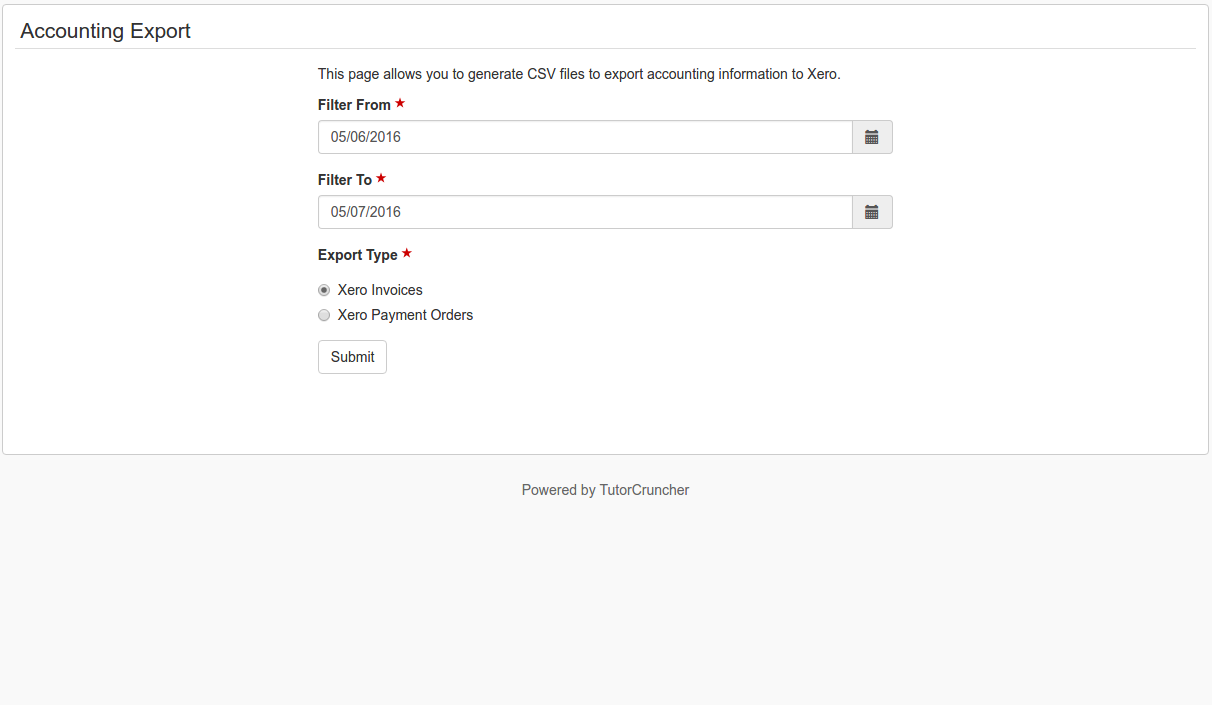 Accounting Export
This page allows you to generate CSV files to export accounting information to Xero.
Filter From ★
05/06/2016
Filter To ★
05/07/2016
Export Type ★
Xero Invoices
Xero Payment Orders
Submit
Powered by TutorCruncher